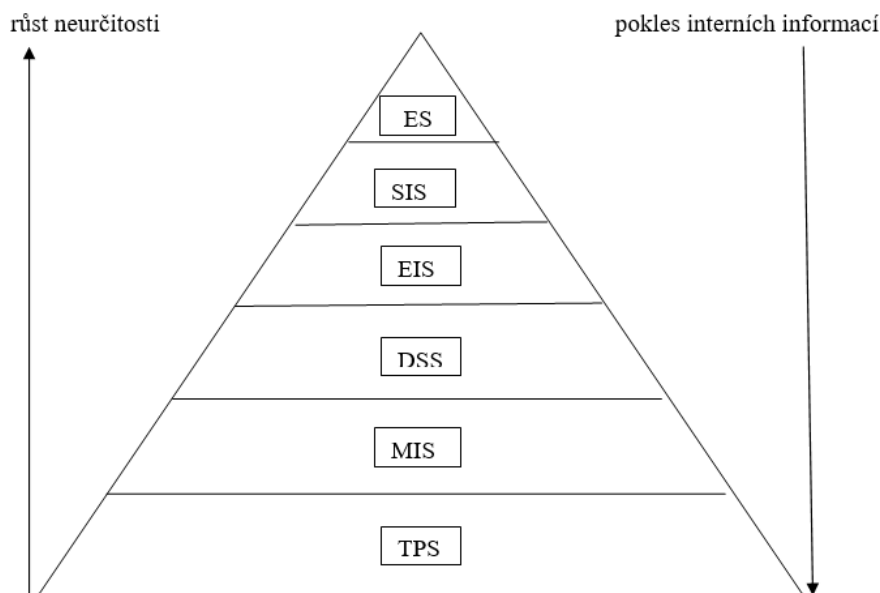 růst neurčitosti
pokles interních informací
ES
SIS
EIS
DSS
MIS
TPS